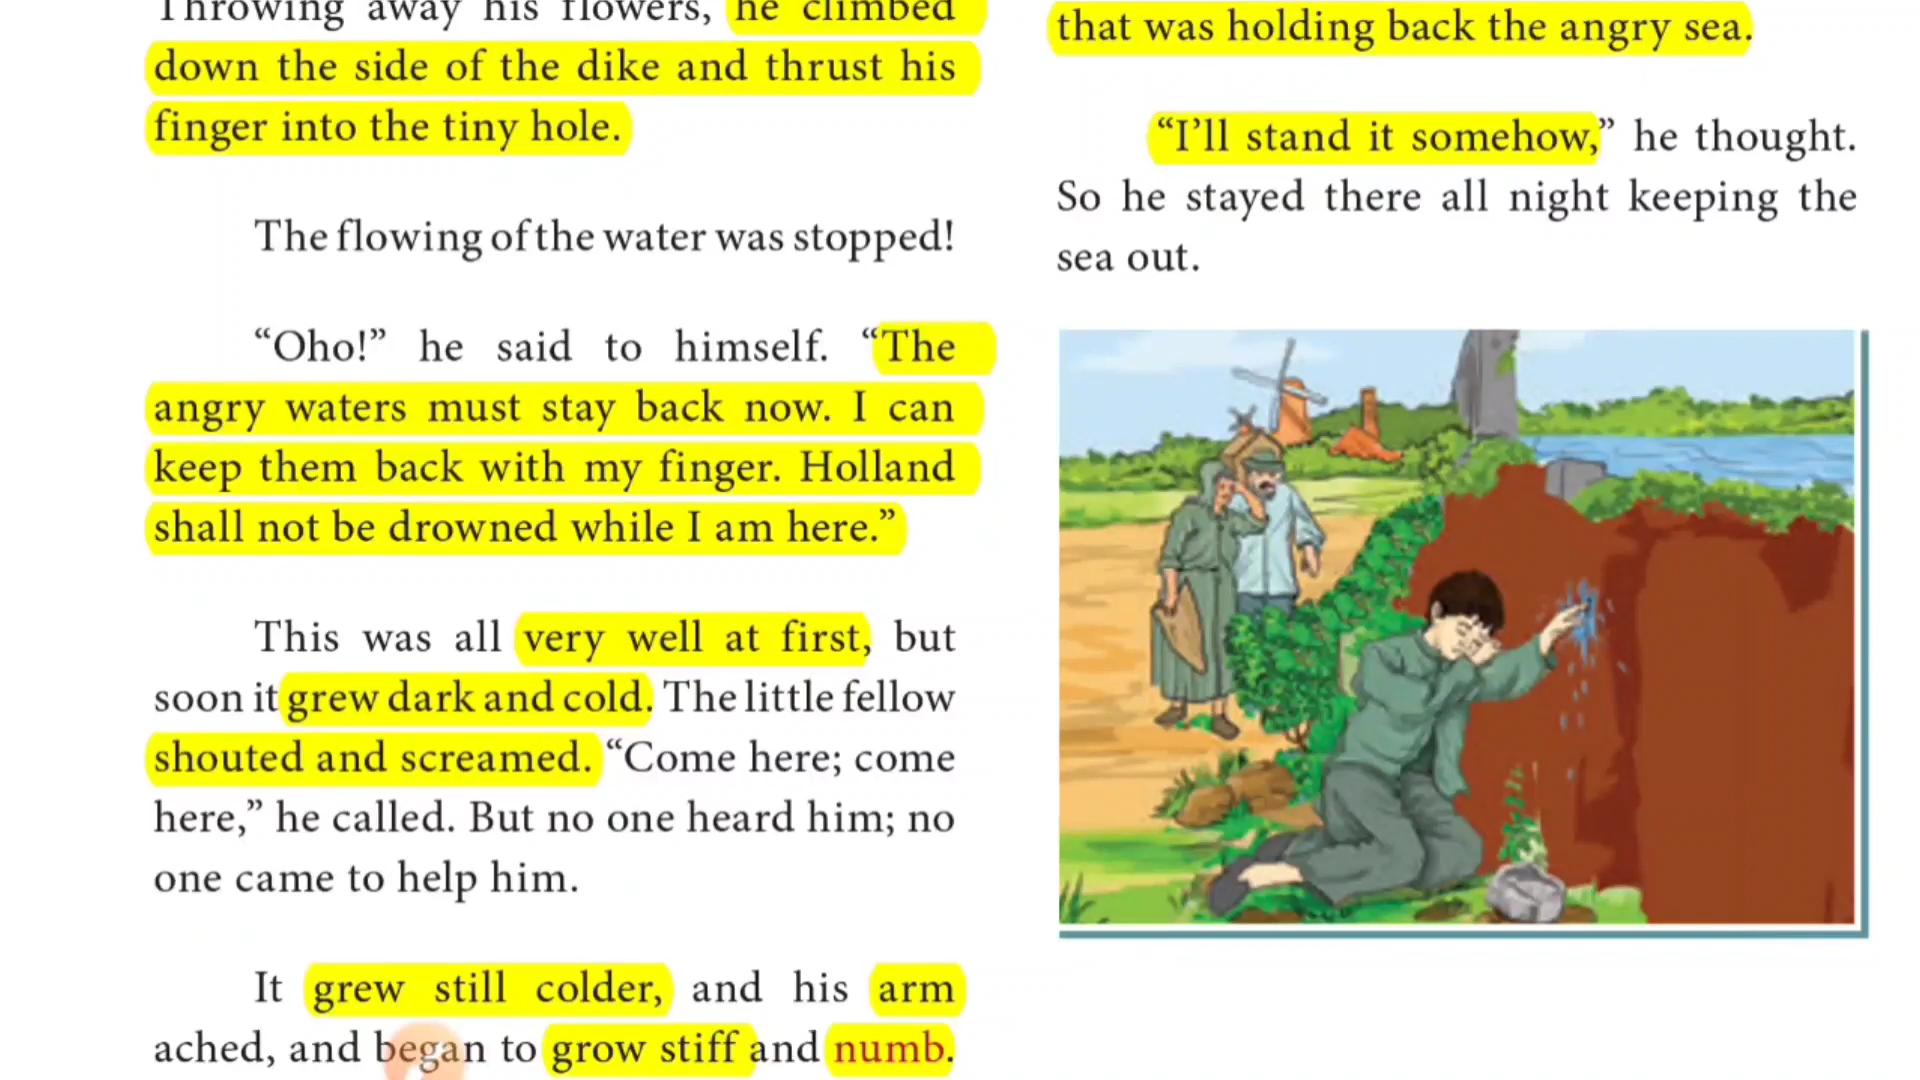 Throwing away his flowers, he climbed
down the side of the dike and thrust his
finger into the tiny hole.
The flowing of the water was stopped!
“Oho!” he said to himself. “The
angry waters must stay back now. I can
keep them back with my finger. Holland
shall not be drowned while I am here.”
This was all very well at first, but
soon it grew dark and cold. The little fellow
shouted and screamed. “Come here; come
here,” he called. But no one heard him; no
one came to help him.
It grew still colder, and his arm
ached, and began to grow stiff and numb.
that was holding back the angry sea.
“I’ll stand it somehow,” he thought.
So he stayed there all night keeping the
sea out.